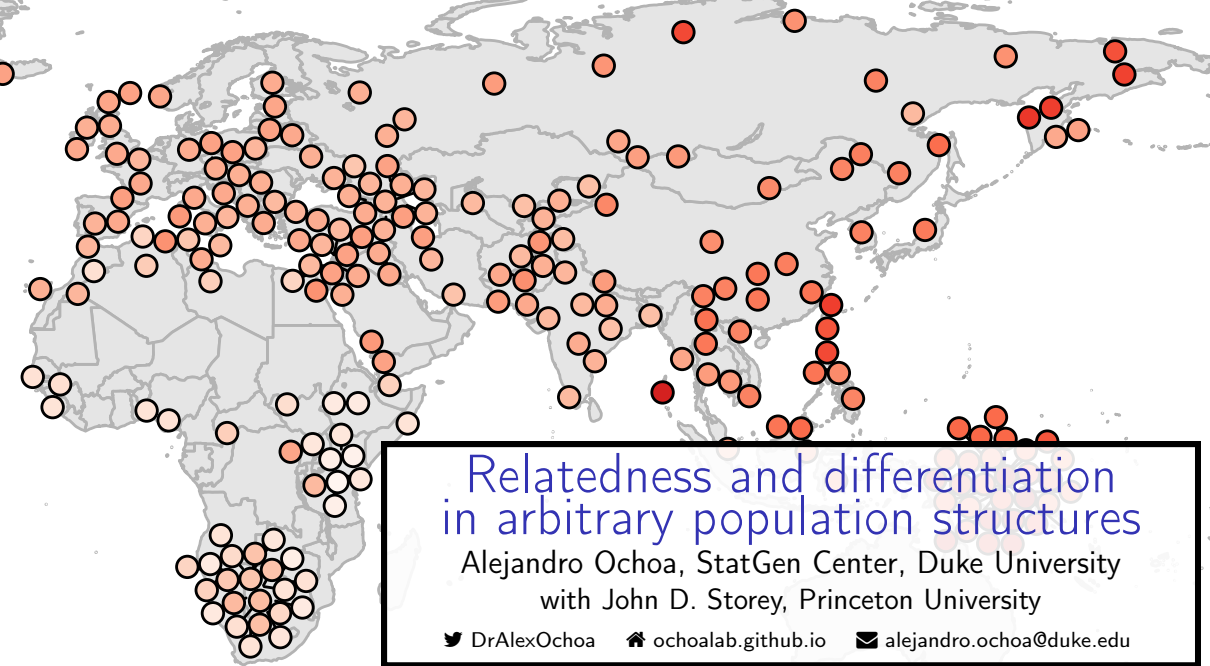 Relatedness and differentiation
in arbitrary population structures
Alejandro Ochoa, StatGen Center, Duke University
with John D. Storey, Princeton University
DrAlexOchoa ochoalab.github.io alejandro.ochoa@duke.edu